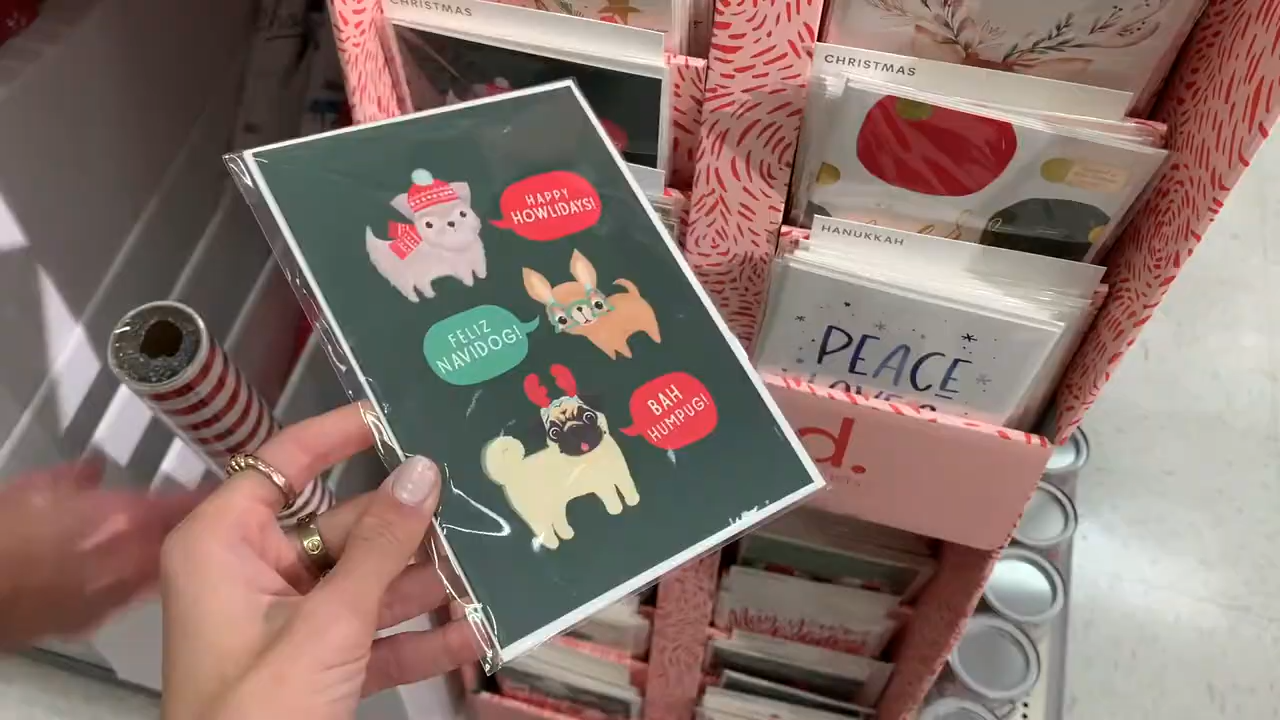 CHRISTMAS
CHRISTMAS
HANUKKAH
PEACE
HAPPY
HOWLIDAYS!
FELIZ
NAVIDOG!
BAH
HUMPUG!
d.